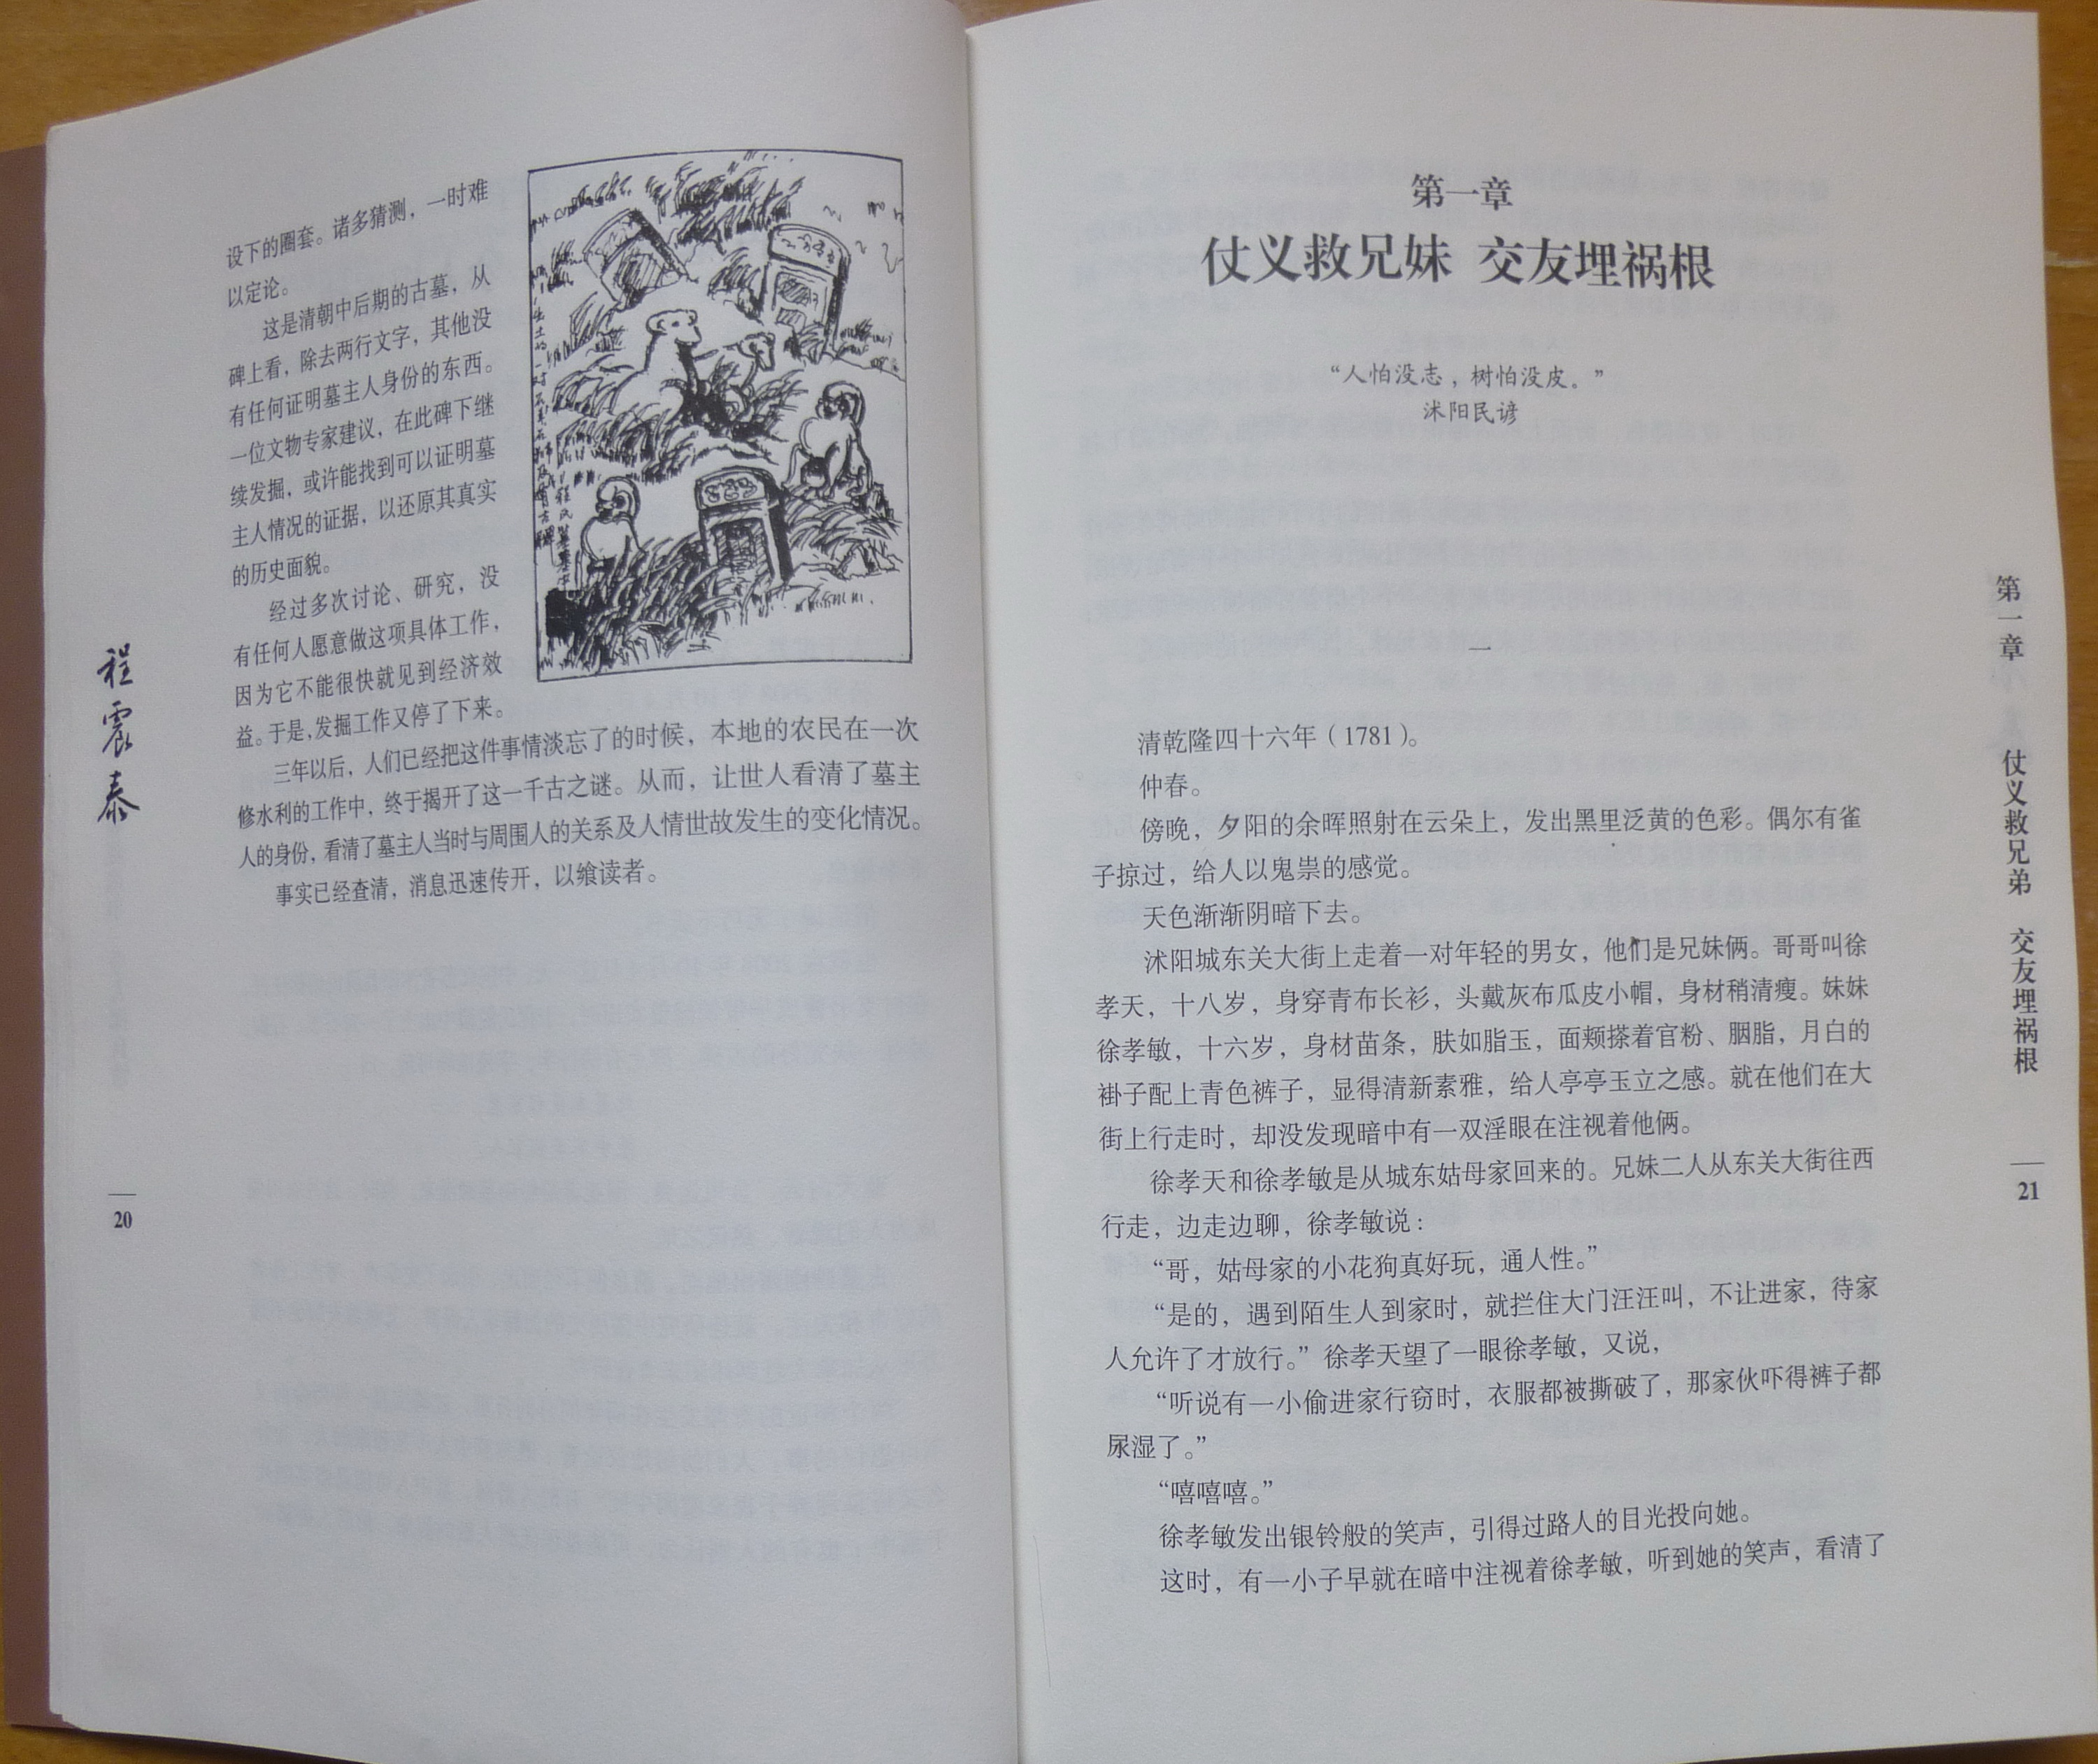 设下的圈套。诸多猜测，一时难
以定论。
这是清朝中后期的古墓，从
碑上看，除去两行文字，其他没
有任何证明墓主人身份的东西。
一位文物专家建议，在此碑下继
续发掘，或许能找到可以证明墓
主人情况的证据，以还原其真实
的历史面貌。
经过多次讨论、研究，没
有任何人愿意做这项具体工作，
因为它不能很快就见到经济效
益。于是，发掘工作又停了下来。
三年以后，人们已经把这件事情淡忘了的时候，本地的农民在一次
修水利的工作中，终于揭开了这一千古之谜。从而，让世人看清了墓主
人的身份，看清了墓主人当时与周围人的关系及人情世故发生的变化情况。
事实已经查清，消息迅速传开，以飨读者。
程震泰
20
第一章
仗义救兄妹 交友埋祸根
“人怕没志，树怕没皮。”
沭阳民谚
一
清乾隆四十六年（1781）。
仲春。
傍晚，夕阳的余晖照射在云朵上，发出黑里泛黄的色彩。偶尔有雀
子掠过，给人以鬼祟的感觉。
天色渐渐阴暗下去。
沭阳城东关大街上走着一对年轻的男女，他们是兄妹俩。哥哥叫徐
孝天，十八岁，身穿青布长衫，头戴灰布瓜皮小帽，身材稍清瘦。妹妹
徐孝敏，十六岁，身材苗条，肤如脂玉，面颊搽着官粉、胭脂，月白的
褂子配上青色裤子，显得清新素雅，给人亭亭玉立之感。就在他们在大
街上行走时，却没发现暗中有一双淫眼在注视着他俩。
徐孝天和徐孝敏是从城东姑母家回来的。兄妹二人从东关大街往西
行走，边走边聊，徐孝敏说：
“哥，姑母家的小花狗真好玩，通人性。”
“是的，遇到陌生人到家时，就拦住大门汪汪叫，不让进家，待家
人允许了才放行。”徐孝天望了一眼徐孝敏，又说，
“听说有一小偷进家行窃时，衣服都被撕破了，那家伙吓得裤子都
尿湿了。”
“嘻嘻嘻。”
徐孝敏发出银铃般的笑声，引得过路人的目光投向她。
这时，有一小子早就在暗中注视着徐孝敏，听到她的笑声，看清了
第一章 仗义救兄弟 交友埋祸根
21